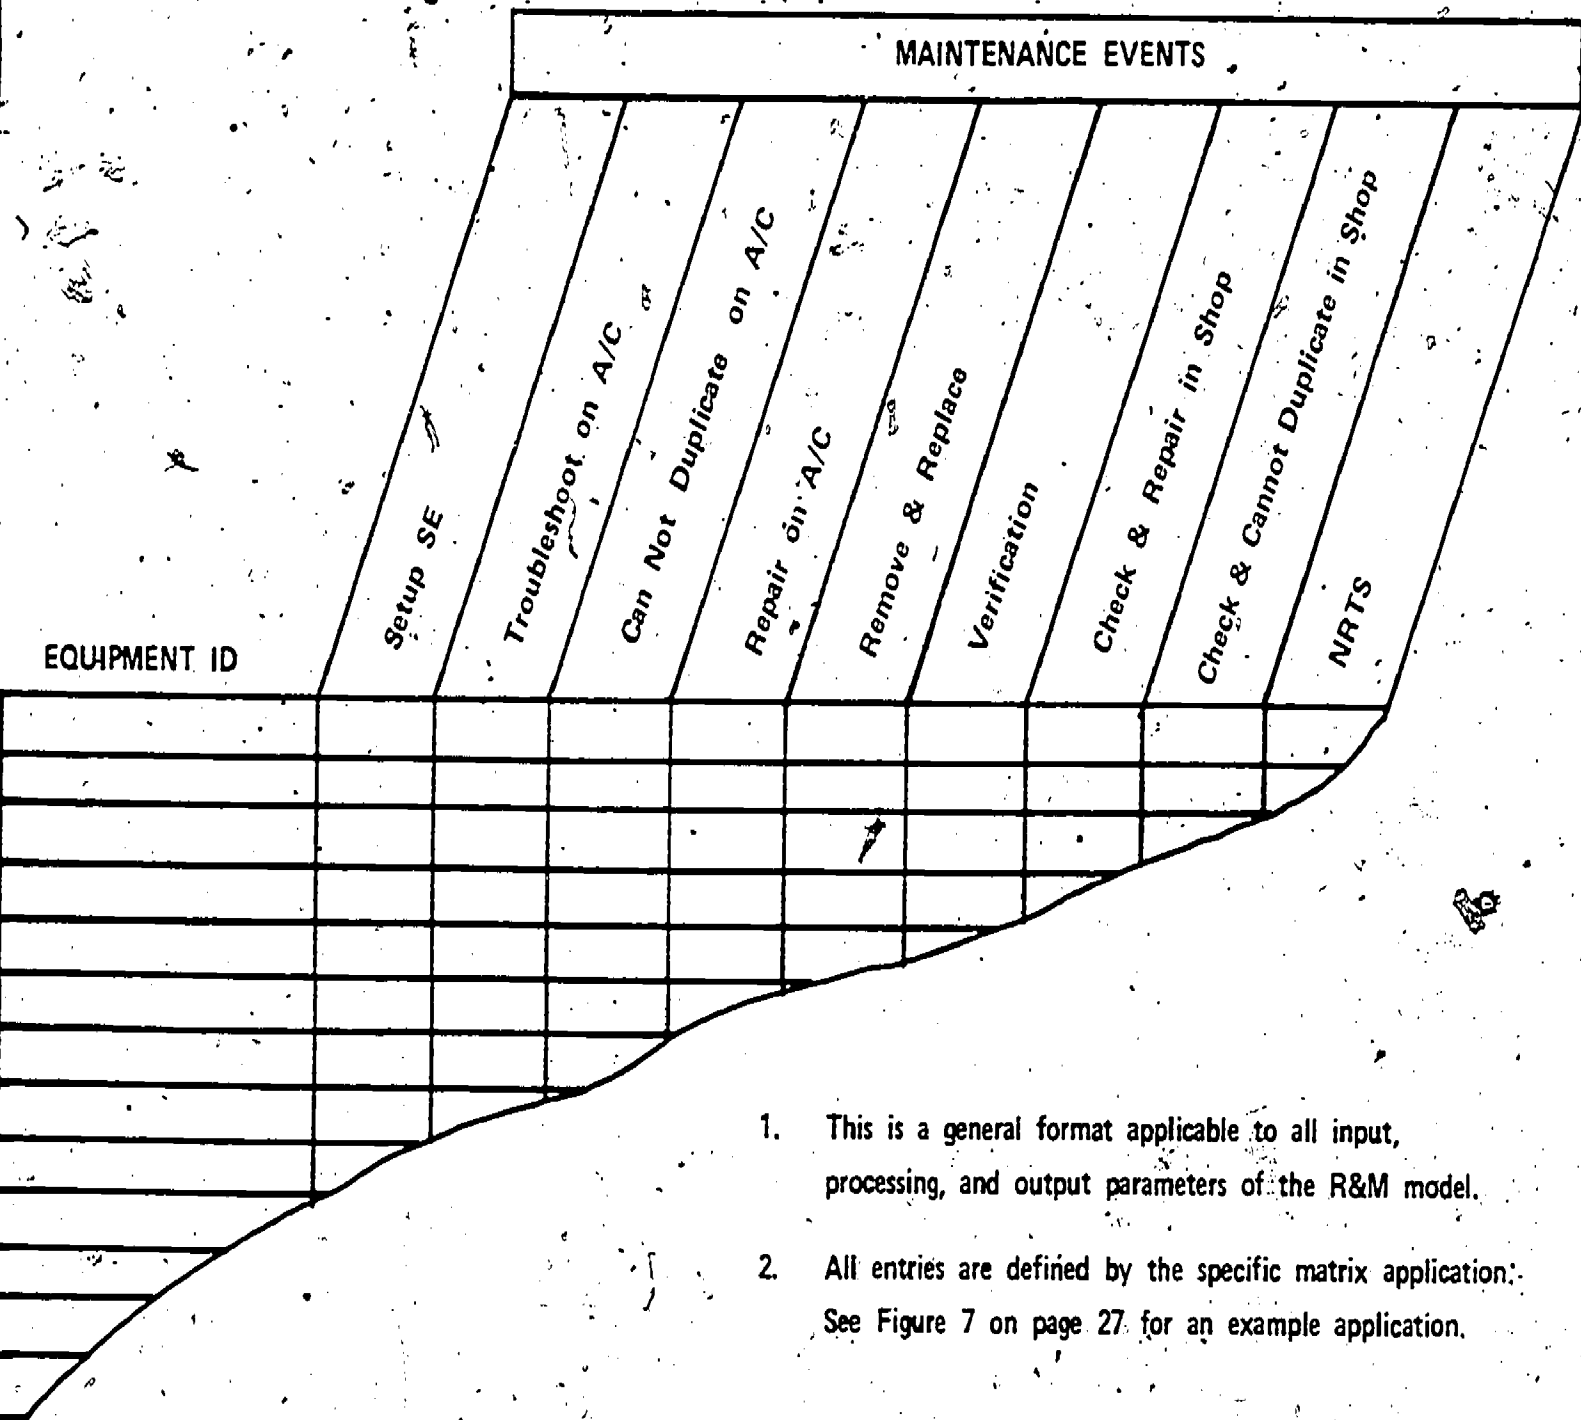 MAINTENANCE EVENTS
Setup SE
Troubleshoot on A/C
Can Not Duplicate on A/C
Repair on A/C
Remove & Replace
Verification
Check & Repair in Shop
Check & Cannot Duplicate in Shop
NRTS
EQUIPMENT ID
1. This is a general format applicable to all input,
processing, and output parameters of the R&M model.
2. All entries are defined by the specific matrix application.
See Figure 7 on page 27 for an example application.